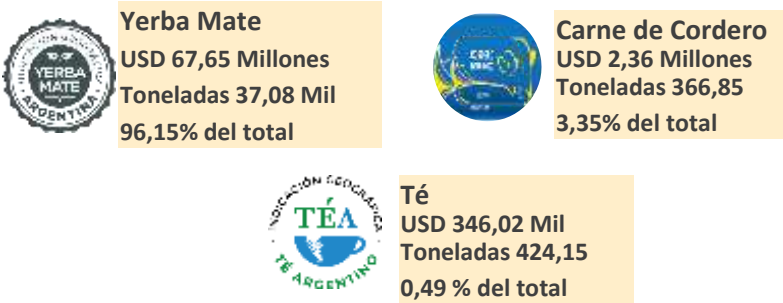 INDICACIÓN GEOGRÁFICA
YERBA
MATE
ARGENTINA
Yerba Mate
USD 67,65 Millones
Toneladas 37,08 Mil
96,15% del total
Carne de Cordero
USD 2,36 Millones
Toneladas 366,85
3,35% del total
INDICACIÓN GEOGRÁFICA
TÉA
TÉ ARGENTINO
Té
USD 346,02 Mil
Toneladas 424,15
0,49 % del total